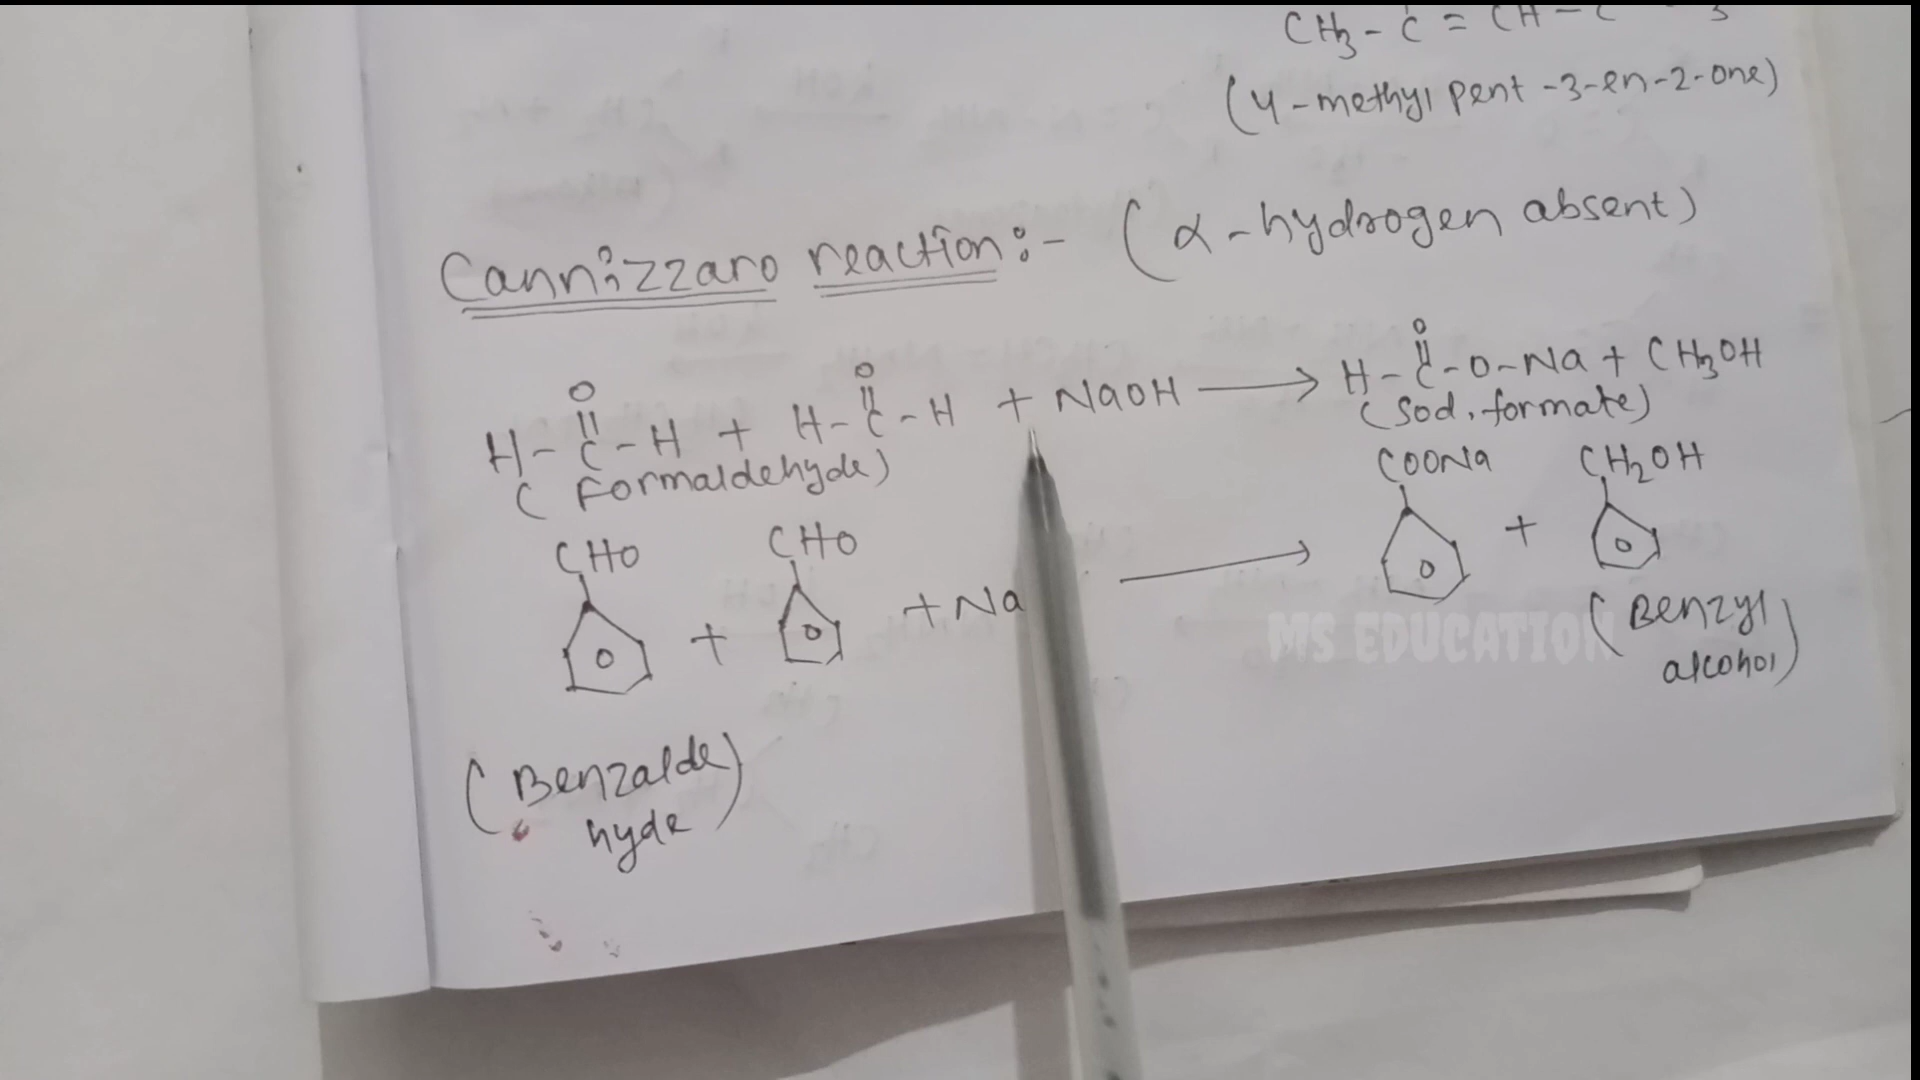 CH3 - C = CH - C
(4-methyl pent-3-en-2-one)
Cannizzaro reaction:- (α-hydrogen absent)
O O O
|| || ||
H-C-H + H-C-H + NaOH → H-C-O-Na + CH3OH
(Formaldehyde) (sod. formate)
CHO CHO COONa CH2OH
+ + Na → +
(Benzyl
alcohol)
MS EDUCATION
(Benzalde
hyde)